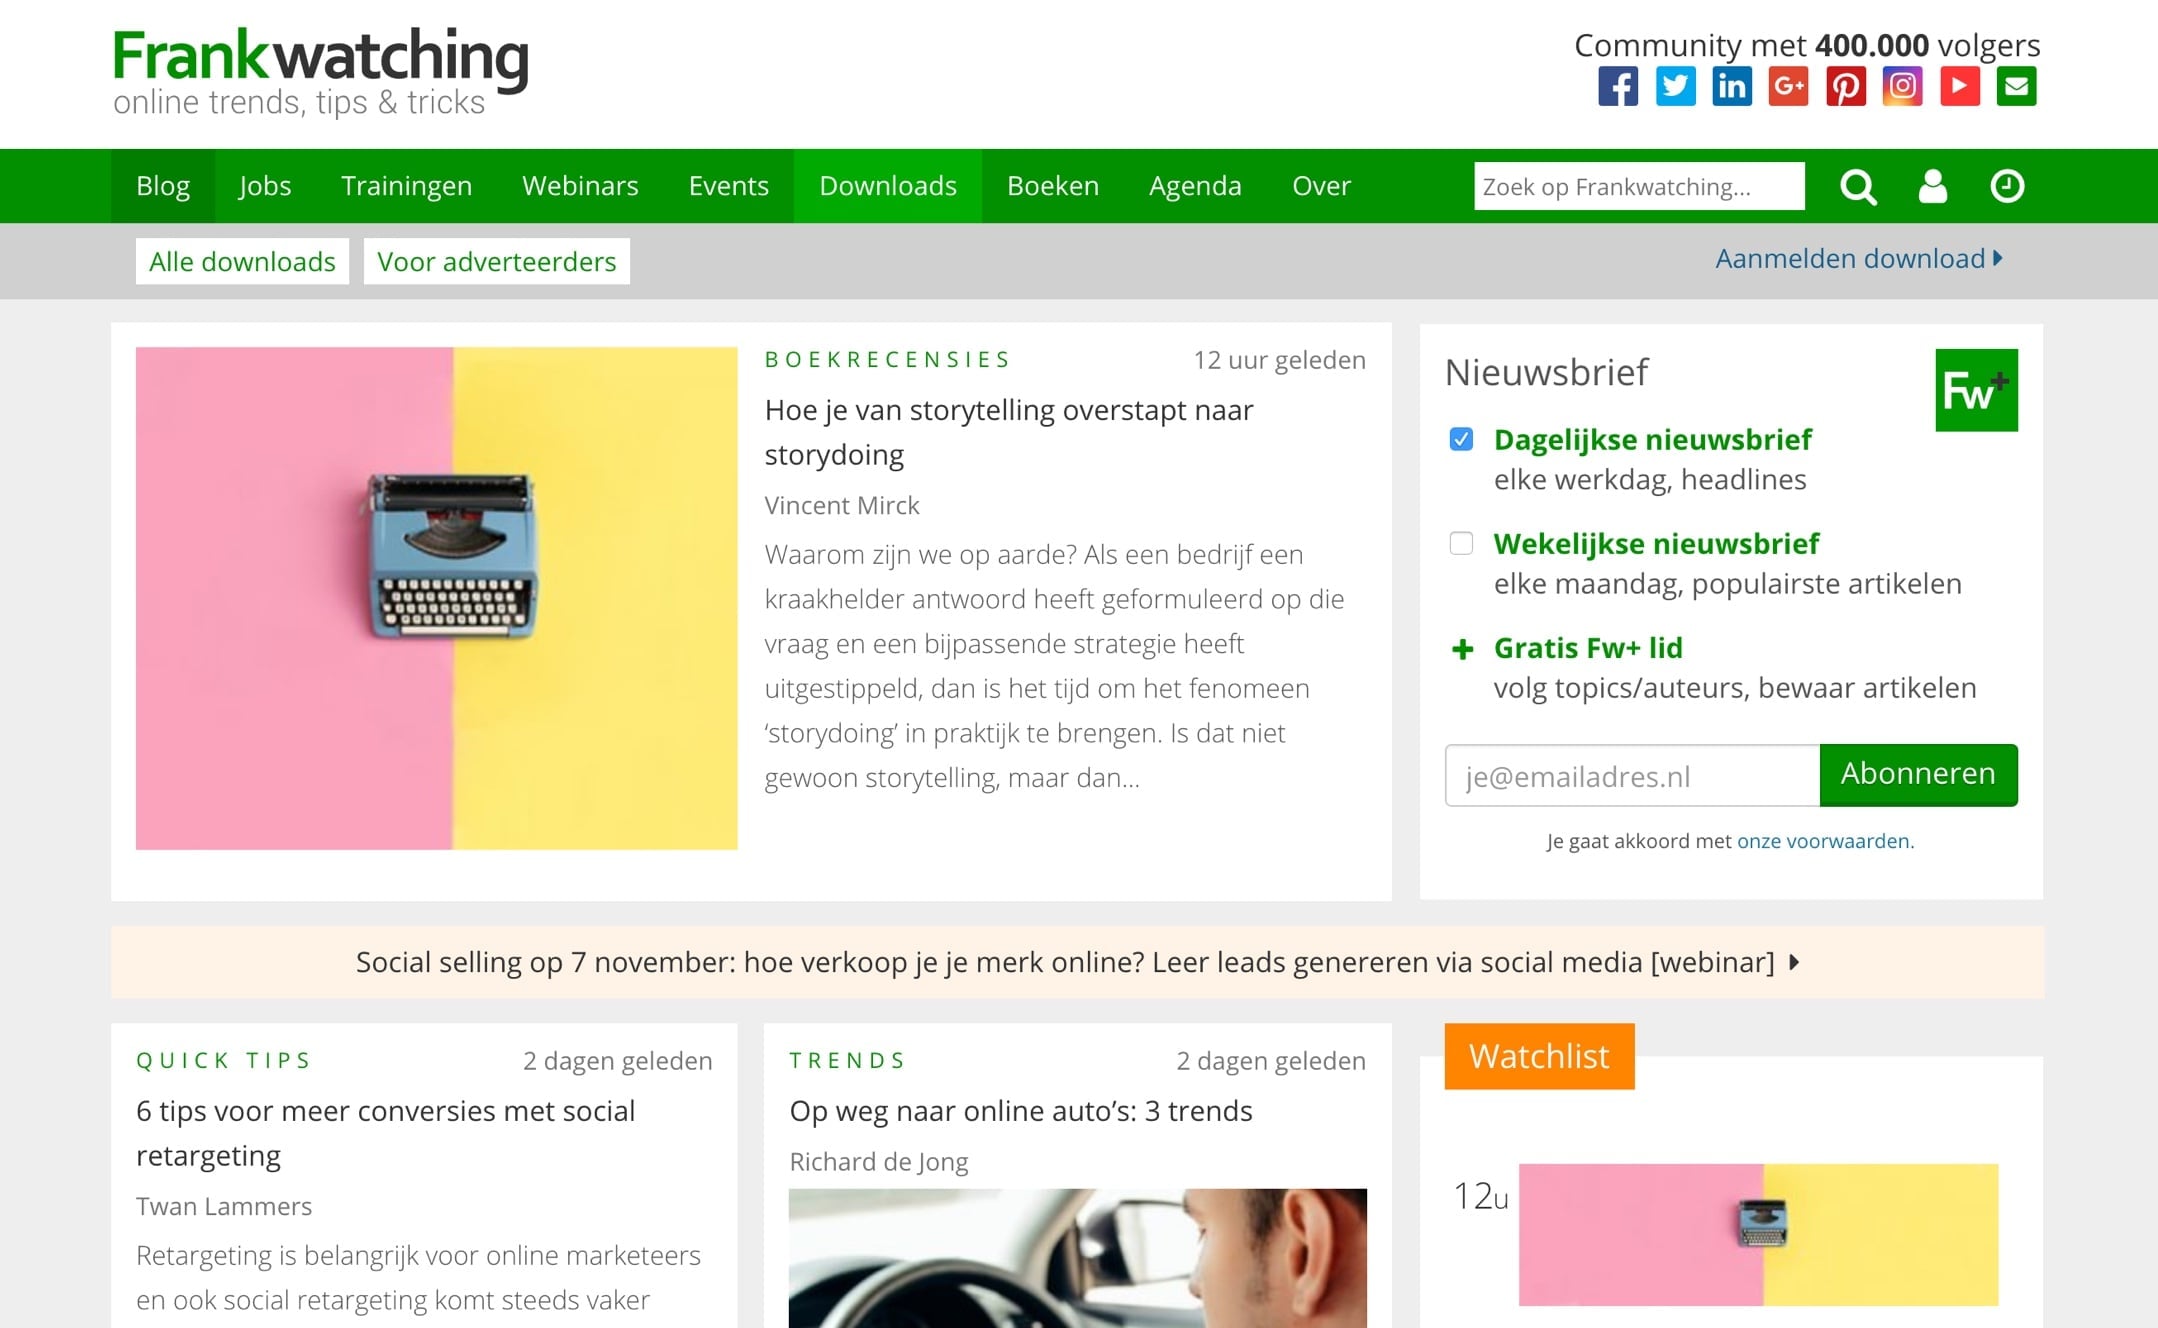 Frankwatching
online trends, tips & tricks
Community met 400.000 volgers
Blog Jobs Trainingen Webinars Events Downloads Boeken Agenda Over Zoek op Frankwatching...
Alle downloads Voor adverteerders Aanmelden download
BOEKRECENSIES 12 uur geleden
Hoe je van storytelling overstapt naar
storydoing
Vincent Mirck
Waarom zijn we op aarde? Als een bedrijf een
kraakhelder antwoord heeft geformuleerd op die
vraag en een bijpassende strategie heeft
uitgestippeld, dan is het tijd om het fenomeen
‘storydoing’ in praktijk te brengen. Is dat niet
gewoon storytelling, maar dan...
Nieuwsbrief
Fw+
Dagelijkse nieuwsbrief
elke werkdag, headlines
Wekelijkse nieuwsbrief
elke maandag, populairste artikelen
Gratis Fw+ lid
volg topics/auteurs, bewaar artikelen
je@emailadres.nl Abonneren
Je gaat akkoord met onze voorwaarden.
Social selling op 7 november: hoe verkoop je je merk online? Leer leads genereren via social media [webinar]
QUICK TIPS 2 dagen geleden
6 tips voor meer conversies met social
retargeting
Twan Lammers
Retargeting is belangrijk voor online marketeers
en ook social retargeting komt steeds vaker
TRENDS 2 dagen geleden
Op weg naar online auto’s: 3 trends
Richard de Jong
Watchlist
12u